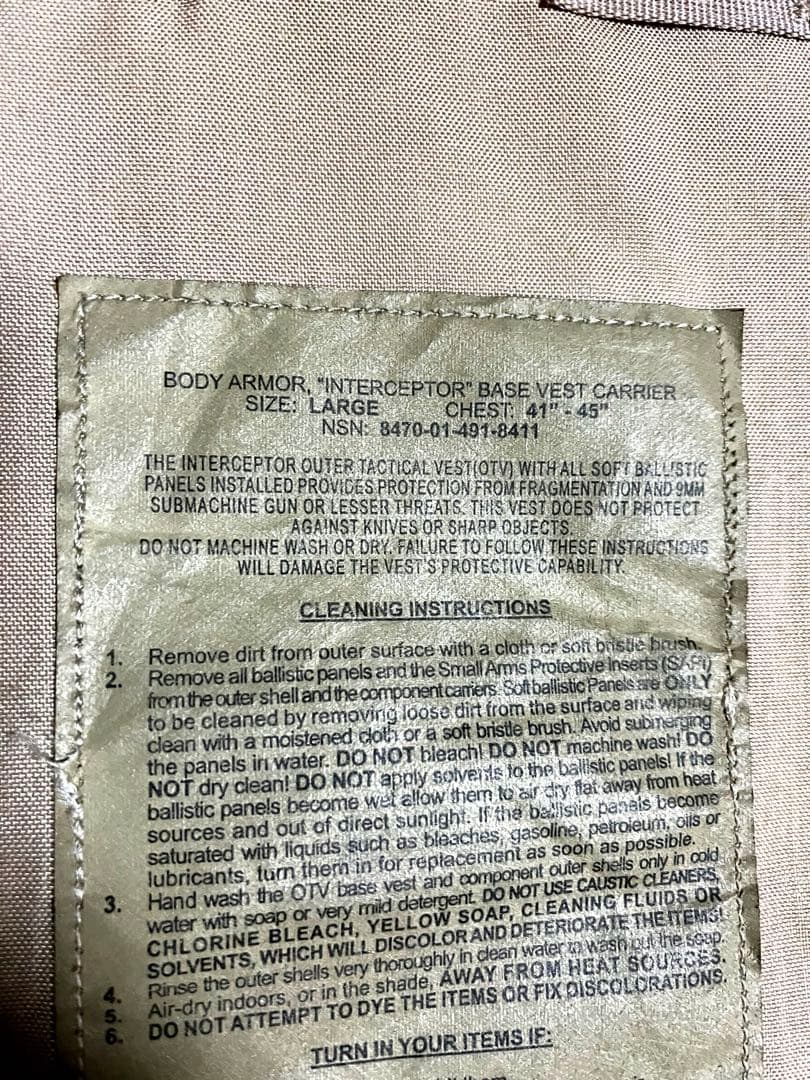 BODY ARMOR, "INTERCEPTOR" BASE VEST CARRIER
SIZE: LARGE CHEST: 41" - 45"
NSN: 8470-01-491-8411
THE INTERCEPTOR OUTER TACTICAL VEST(OTV) WITH ALL SOFT BALLISTIC
PANELS INSTALLED PROVIDES PROTECTION FROM FRAGMENTATION AND 9MM
SUBMACHINE GUN OR LESSER THREATS. THIS VEST DOES NOT PROTECT
AGAINST KNIVES OR SHARP OBJECTS.
DO NOT MACHINE WASH OR DRY. FAILURE TO FOLLOW THESE INSTRUCTIONS
WILL DAMAGE THE VEST'S PROTECTIVE CAPABILITY.
CLEANING INSTRUCTIONS
1. Remove dirt from outer surface with a cloth or soft bristle brush.
2. Remove all ballistic panels and the Small Arms Protective Inserts (SAPI)
from the outer shell and the component carriers. Soft ballistic Panels are ONLY
to be cleaned by removing loose dirt from the surface and wiping
clean with a moistened cloth or a soft bristle brush. Avoid submerging
the panels in water. DO NOT bleach! DO NOT machine wash! DO
NOT dry clean! DO NOT apply solvents to the ballistic panels! If the
ballistic panels become wet allow them to air dry flat away from heat
sources and out of direct sunlight. If the ballistic panels become
saturated with liquids such as bleaches, gasoline, petroleum, oils or
lubricants, turn them in for replacement as soon as possible.
3. Hand wash the OTV base vest and component outer shells only in cold
water with soap or very mild detergent. DO NOT USE CAUSTIC CLEANERS,
CHLORINE BLEACH, YELLOW SOAP, CLEANING FLUIDS OR
SOLVENTS, WHICH WILL DISCOLOR AND DETERIORATE THE ITEMS!
4. Rinse the outer shells very thoroughly in clean water to wash out the soap.
5. Air-dry indoors, or in the shade, AWAY FROM HEAT SOURCES.
6. DO NOT ATTEMPT TO DYE THE ITEMS OR FIX DISCOLORATIONS.
TURN IN YOUR ITEMS IF: